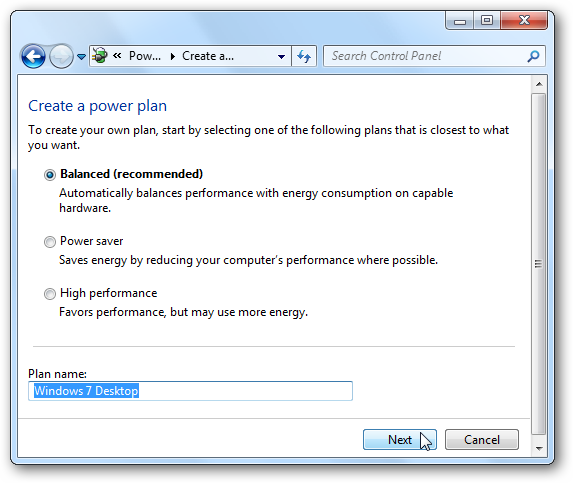 « Pow... ▸ Create a...
Search Control Panel
Create a power plan
To create your own plan, start by selecting one of the following plans that is closest to what
you want.
Balanced (recommended)
Automatically balances performance with energy consumption on capable
hardware.
Power saver
Saves energy by reducing your computer's performance where possible.
High performance
Favors performance, but may use more energy.
Plan name:
Windows 7 Desktop
Next
Cancel